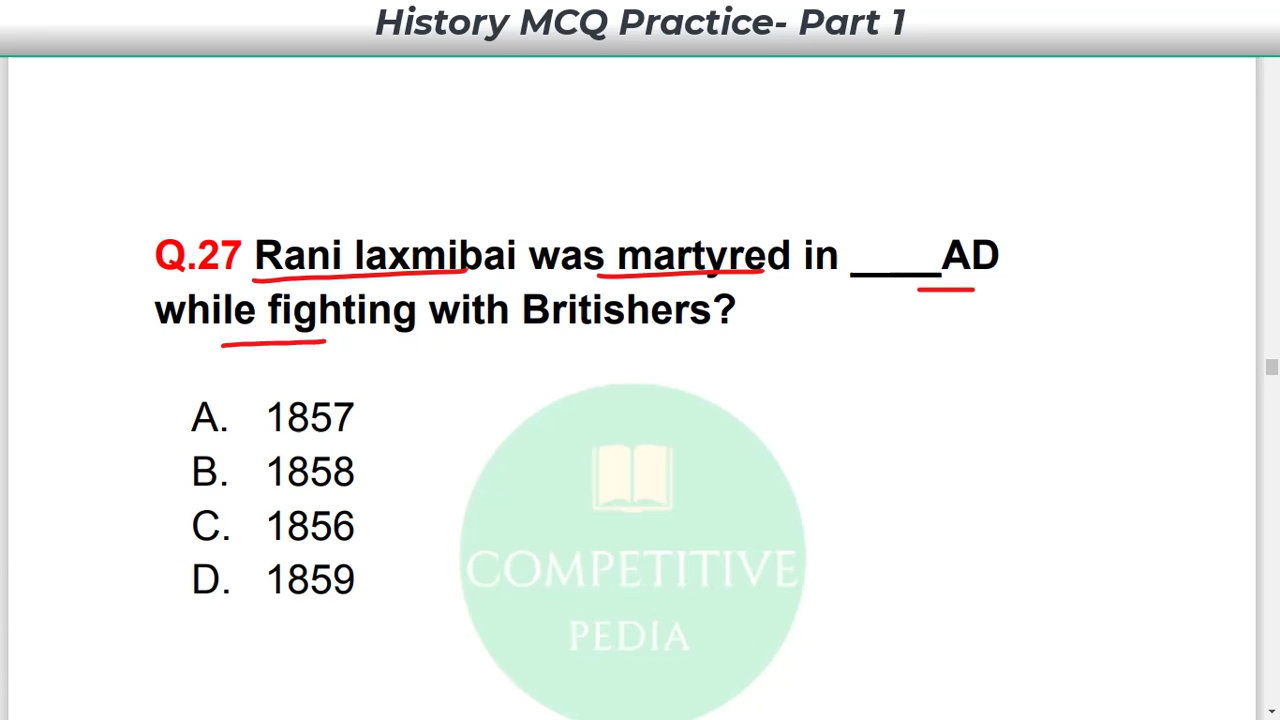 History MCQ Practice- Part 1
Q.27 Rani laxmibai was martyred in ____AD
while fighting with Britishers?
A. 1857
B. 1858
C. 1856
D. 1859
COMPETITIVE
PEDIA